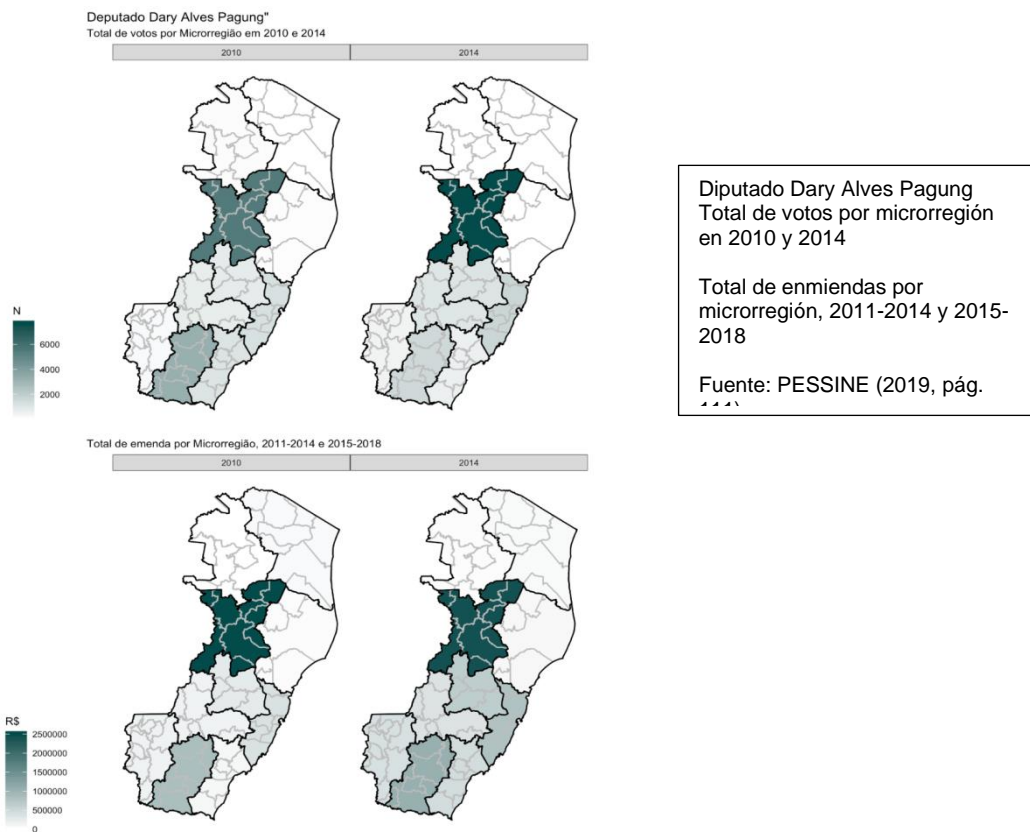 Deputado Dary Alves Pagung"
Total de votos por Microrregião em 2010 e 2014
2010
2014
N
6000
4000
2000
Diputado Dary Alves Pagung
Total de votos por microrregión
en 2010 y 2014
Total de enmiendas por
microrregión, 2011-2014 y 2015-
2018
Fuente: PESSINE (2019, pág.
Total de emenda por Microrregião, 2011-2014 e 2015-2018
2010
2014
R$
2500000
2000000
1500000
1000000
500000
0